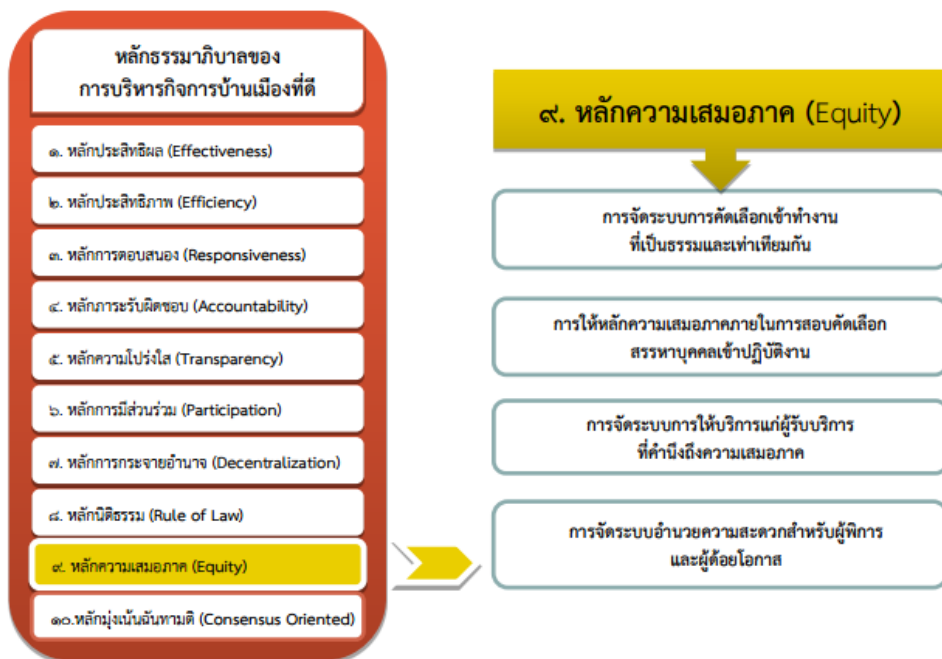 หลักธรรมาภิบาลของ
การบริหารกิจการบ้านเมืองที่ดี
๑. หลักประสิทธิผล (Effectiveness)
๒. หลักประสิทธิภาพ (Efficiency)
๓. หลักการตอบสนอง (Responsiveness)
๔. หลักภาระรับผิดชอบ (Accountability)
๕. หลักความโปร่งใส (Transparency)
๖. หลักการมีส่วนร่วม (Participation)
๗. หลักการกระจายอำนาจ (Decentralization)
๘. หลักนิติธรรม (Rule of Law)
๙. หลักความเสมอภาค (Equity)
๑๐.หลักมุ่งเน้นฉันทามติ (Consensus Oriented)
๙. หลักความเสมอภาค (Equity)
การจัดระบบการคัดเลือกเข้าทำงาน
ที่เป็นธรรมและเท่าเทียมกัน
การให้หลักความเสมอภาคภายในการสอบคัดเลือก
สรรหาบุคคลเข้าปฏิบัติงาน
การจัดระบบการให้บริการแก่ผู้รับบริการ
ที่คำนึงถึงความเสมอภาค
การจัดระบบอำนวยความสะดวกสำหรับผู้พิการ
และผู้ด้อยโอกาส